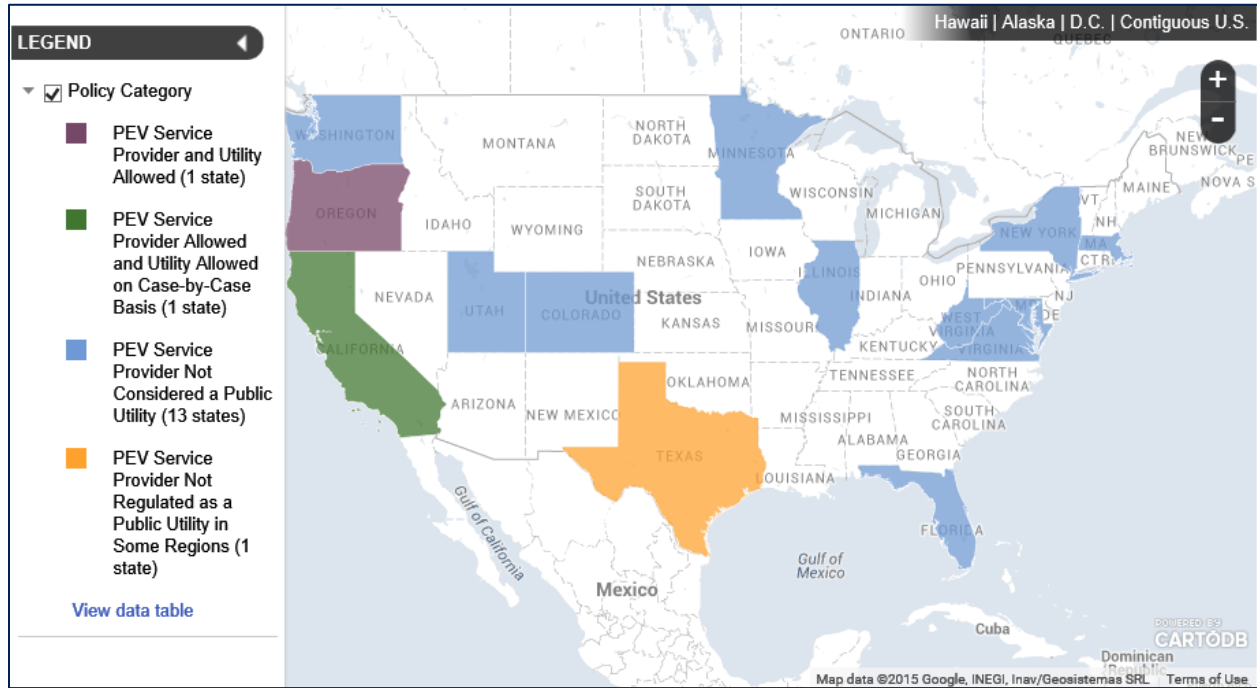 LEGEND
Policy Category
PEV Service
Provider and Utility
Allowed (1 state)
PEV Service
Provider Allowed
and Utility Allowed
on Case-by-Case
Basis (1 state)
PEV Service
Provider Not
Considered a Public
Utility (13 states)
PEV Service
Provider Not
Regulated as a
Public Utility in
Some Regions (1
state)
View data table
Hawaii | Alaska | D.C. | Contiguous U.S.
ONTARIO
QUEBEC
+
-
WASHINGTON
MONTANA
NORTH
DAKOTA
MINNESOTA
NEW
BRUNSWICK
PE
NOVA S
MAINE
VT
NH
OREGON
IDAHO
WYOMING
SOUTH
DAKOTA
WISCONSIN
MICHIGAN
NEW YORK
MA
CT
RI
IOWA
NEBRASKA
ILLINOIS
INDIANA
OHIO
PENNSYLVANIA
NJ
NEVADA
UTAH
COLORADO
United States
KANSAS
MISSOURI
WEST
VIRGINIA
MD
DE
KENTUCKY
VIRGINIA
CALIFORNIA
ARIZONA
NEW MEXICO
OKLAHOMA
TENNESSEE
NORTH
CAROLINA
MISSISSIPPI
SOUTH
CAROLINA
ALABAMA
GEORGIA
TEXAS
LOUISIANA
FLORIDA
Gulf of California
Gulf of
Mexico
Mexico
Cuba
Dominican
Republic
POWERED BY
CARTODB
Map data ©2015 Google, INEGI, Inav/Geosistemas SRL
Terms of Use